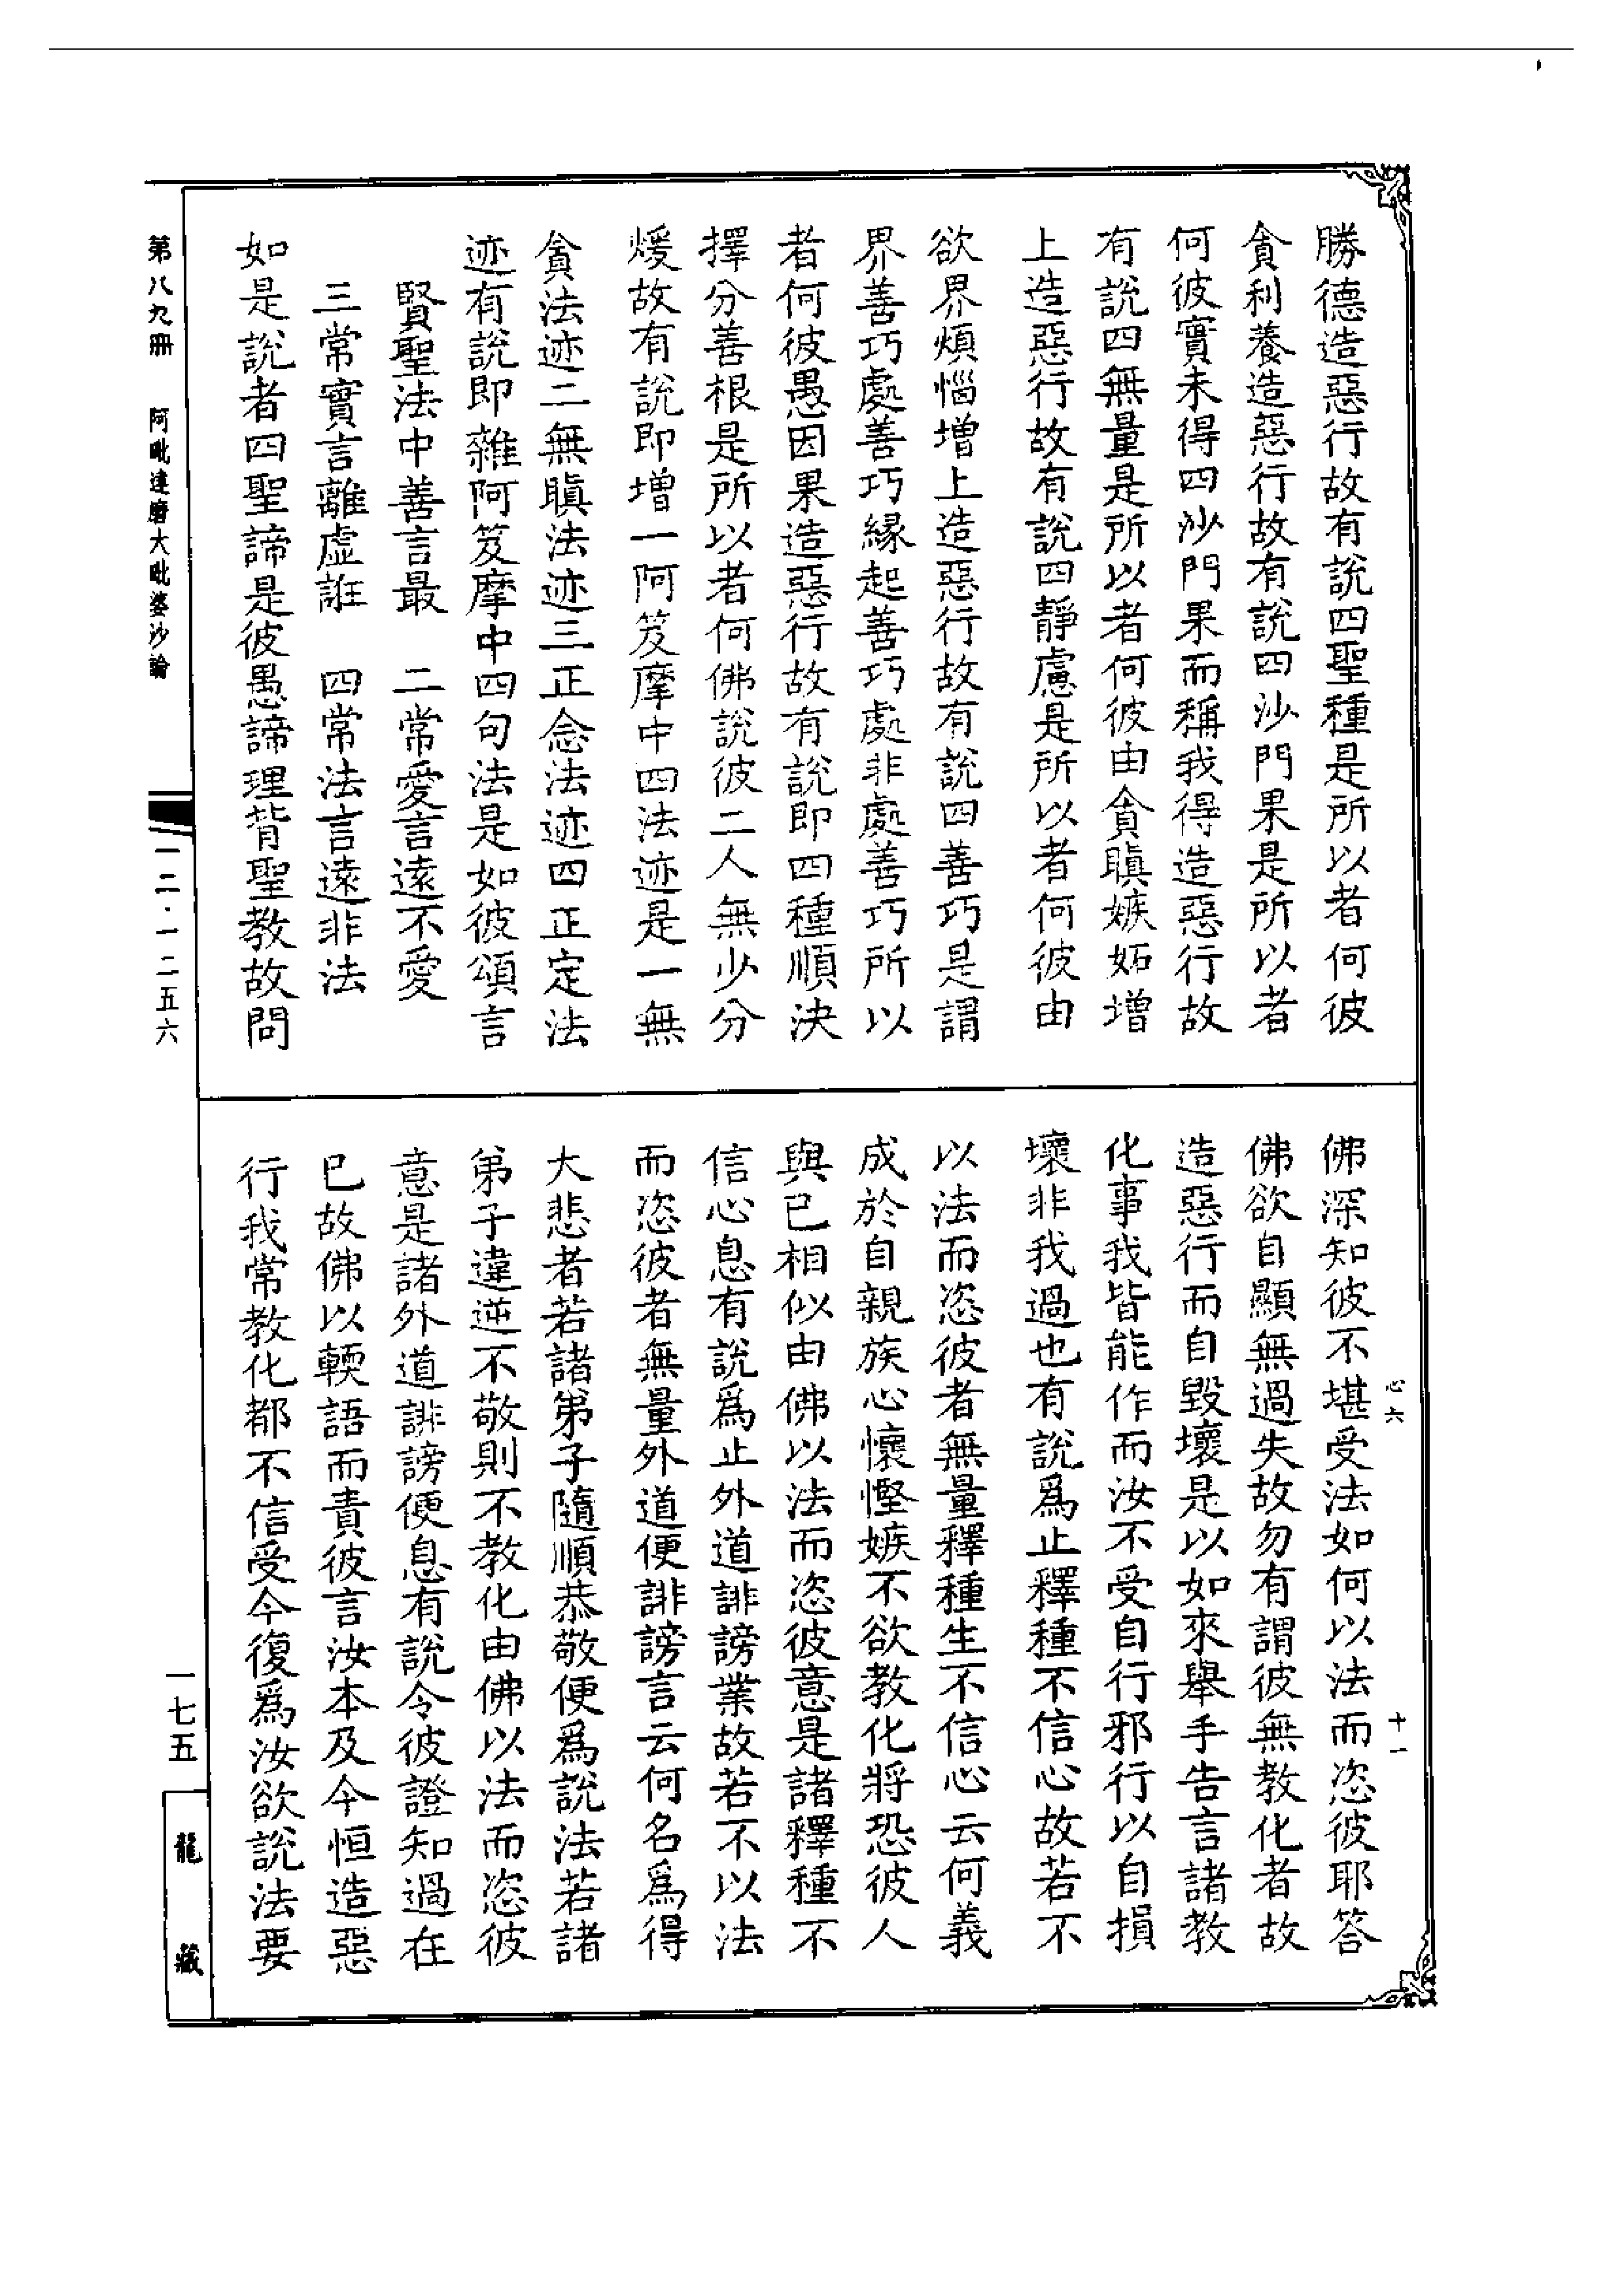 勝德造惡行故有說四聖種是所以者何彼
貪利養造惡行故有說四沙門果是所以者
何彼實未得四沙門果而稱我得造惡行故
有說四無量是所以者何彼由貪瞋嫉妬增
上造惡行故有說四靜慮是所以者何彼由
欲界煩惱增上造惡行故有說四善巧是謂
界善巧處善巧緣起善巧處非處善巧所以
者何彼愚因果造惡行故有說即四種順決
擇分善根是所以者何佛說彼二人無少分
煖故有說即增一阿笈摩中四法迹是一無
貪法迹二無瞋法迹三正念法迹四正定法
迹有說即雜阿笈摩中四句法是如彼頌言
賢聖法中善言最　二常愛言遠不愛
三常實言離虛誑　四常法言遠非法
如是說者四聖諦是彼愚諦理背聖教故問
佛深知彼不堪受法如何以法而恣彼耶答
佛欲自顯無過失故勿有謂彼無教化者故
造惡行而自毀壞是以如來舉手告言諸教
化事我皆能作而汝不受自行邪行以自損
壞非我過也有說爲止釋種不信心故若不
以法而恣彼者無量釋種生不信心云何義
成於自親族心懷慳嫉不欲教化將恐彼人
與已相似由佛以法而恣彼意是諸釋種不
信心息有說爲止外道誹謗業故若不以法
而恣彼者無量外道便誹謗言云何名爲得
大悲者若諸弟子隨順恭敬便爲說法若諸
弟子違逆不敬則不教化由佛以法而恣彼
意是諸外道誹謗便息有說令彼證知過在
已故佛以輭語而責彼言汝本及今恒造惡
行我常教化都不信受今復爲汝欲說法要
心六　十一
第八九冊　阿毗達磨大毗婆沙論
一二·一二五六
一七五
龍藏